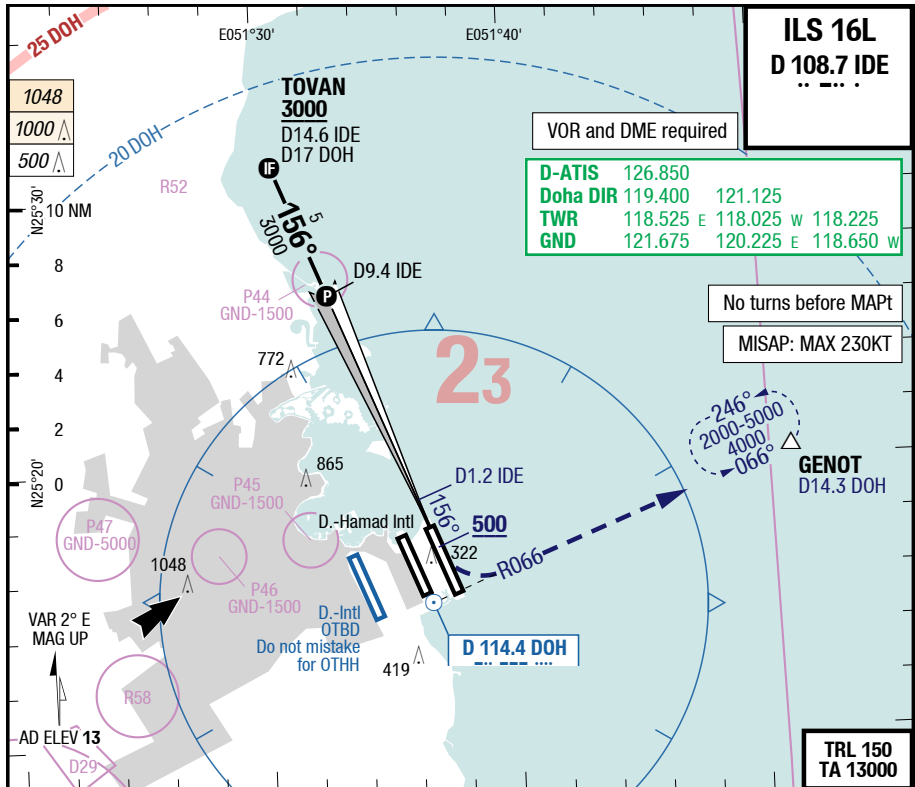 25 DOH
E051°30'
E051°40'
ILS 16L
D 108.7 IDE
1048
1000
500
20 DOH
R52
TOVAN
3000
D14.6 IDE
D17 DOH
IF
VOR and DME required
D-ATIS 126.850
Doha DIR 119.400 121.125
TWR 118.525 E 118.025 W 118.225
GND 121.675 120.225 E 118.650 W
N25°30'
10 NM
8
6
4
2
0
N25°20'
5
156°
3000
D9.4 IDE
P
P44
GND-1500
No turns before MAPt
MISAP: MAX 230KT
23
772
246°
2000-5000
4000
066°
GENOT
D14.3 DOH
865
P45
GND-1500
D1.2 IDE
156°
500
D.-Hamad Intl
322
R066
P47
GND-5000
1048
P46
GND-1500
VAR 2° E
MAG UP
D.-Intl
OTBD
Do not mistake
for OTHH
D 114.4 DOH
419
R58
AD ELEV 13
D29
TRL 150
TA 13000